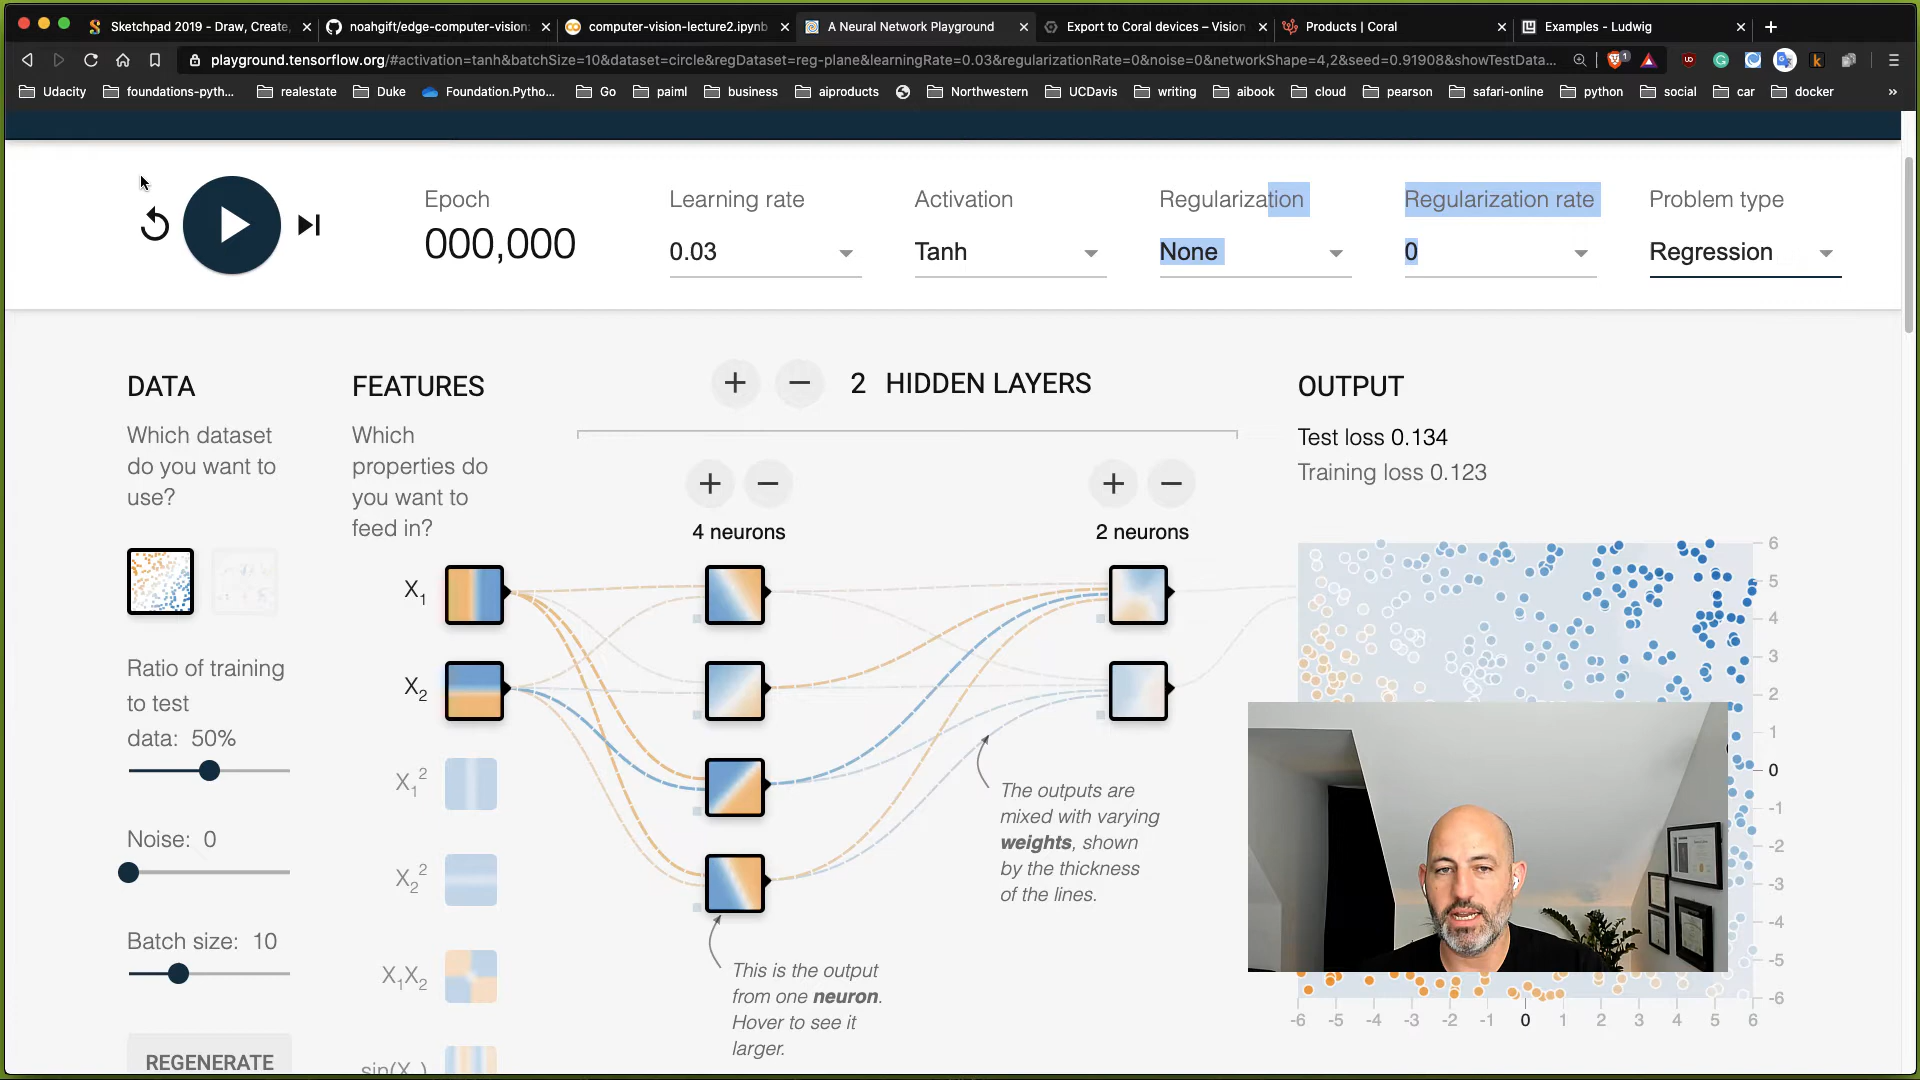 Sketchpad 2019 - Draw, Create,
noahgift/edge-computer-vision:
computer-vision-lecture2.ipynb
A Neural Network Playground
Export to Coral devices – Vision
Products | Coral
Examples - Ludwig
playground.tensorflow.org/#activation=tanh&batchSize=10&dataset=circle&regDataset=reg-plane&learningRate=0.03&regularizationRate=0&noise=0&networkShape=4,2&seed=0.91908&showTestData...
Udacity foundations-pyth... realestate Duke Foundation.Pytho... Go paiml business aiproducts Northwestern UCDavis writing aibook cloud pearson safari-online python social car docker »
Epoch
000,000
Learning rate
0.03
Activation
Tanh
Regularization
None
Regularization rate
0
Problem type
Regression
DATA
Which dataset
do you want to
use?
Ratio of training
to test
data: 50%
Noise: 0
Batch size: 10
REGENERATE
FEATURES
Which
properties do
you want to
feed in?
X1
X2
X1²
X2²
X1X2
sin(X1)
+ − 2 HIDDEN LAYERS
+ −
4 neurons
+ −
2 neurons
The outputs are
mixed with varying
weights, shown
by the thickness
of the lines.
This is the output
from one neuron.
Hover to see it
larger.
OUTPUT
Test loss 0.134
Training loss 0.123
6
5
4
3
2
1
0
-1
-2
-3
-4
-5
-6
-6 -5 -4 -3 -2 -1 0 1 2 3 4 5 6